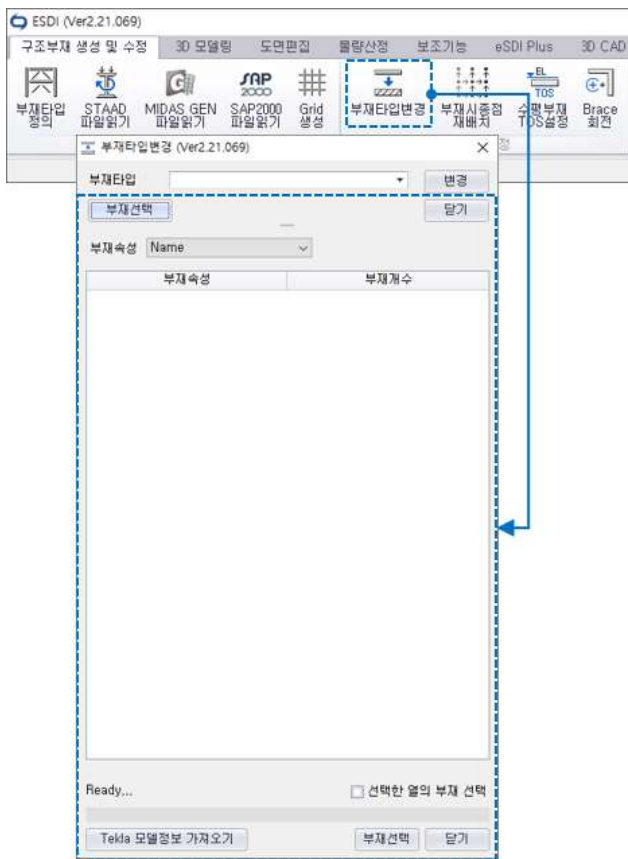 ESDI (Ver2.21.069)
구조부재 생성 및 수정 3D 모델링 도면편집 물량산정 보조기능 eSDI Plus 3D CAD
부재타입 정의
STAAD 파일읽기
MIDAS GEN 파일읽기
SAP 2000
SAP2000 파일읽기
Grid 생성
부재타입변경
부재시종점 재배치
EL
TOS
수평부재 TOS설정
Brace 회전
정
부재타입변경 (Ver2.21.069)
부재타입 변경
부재선택 닫기
부재속성 Name
부재속성 부재개수
Ready...
선택한 열의 부재 선택
Tekla 모델정보 가져오기 부재선택 닫기